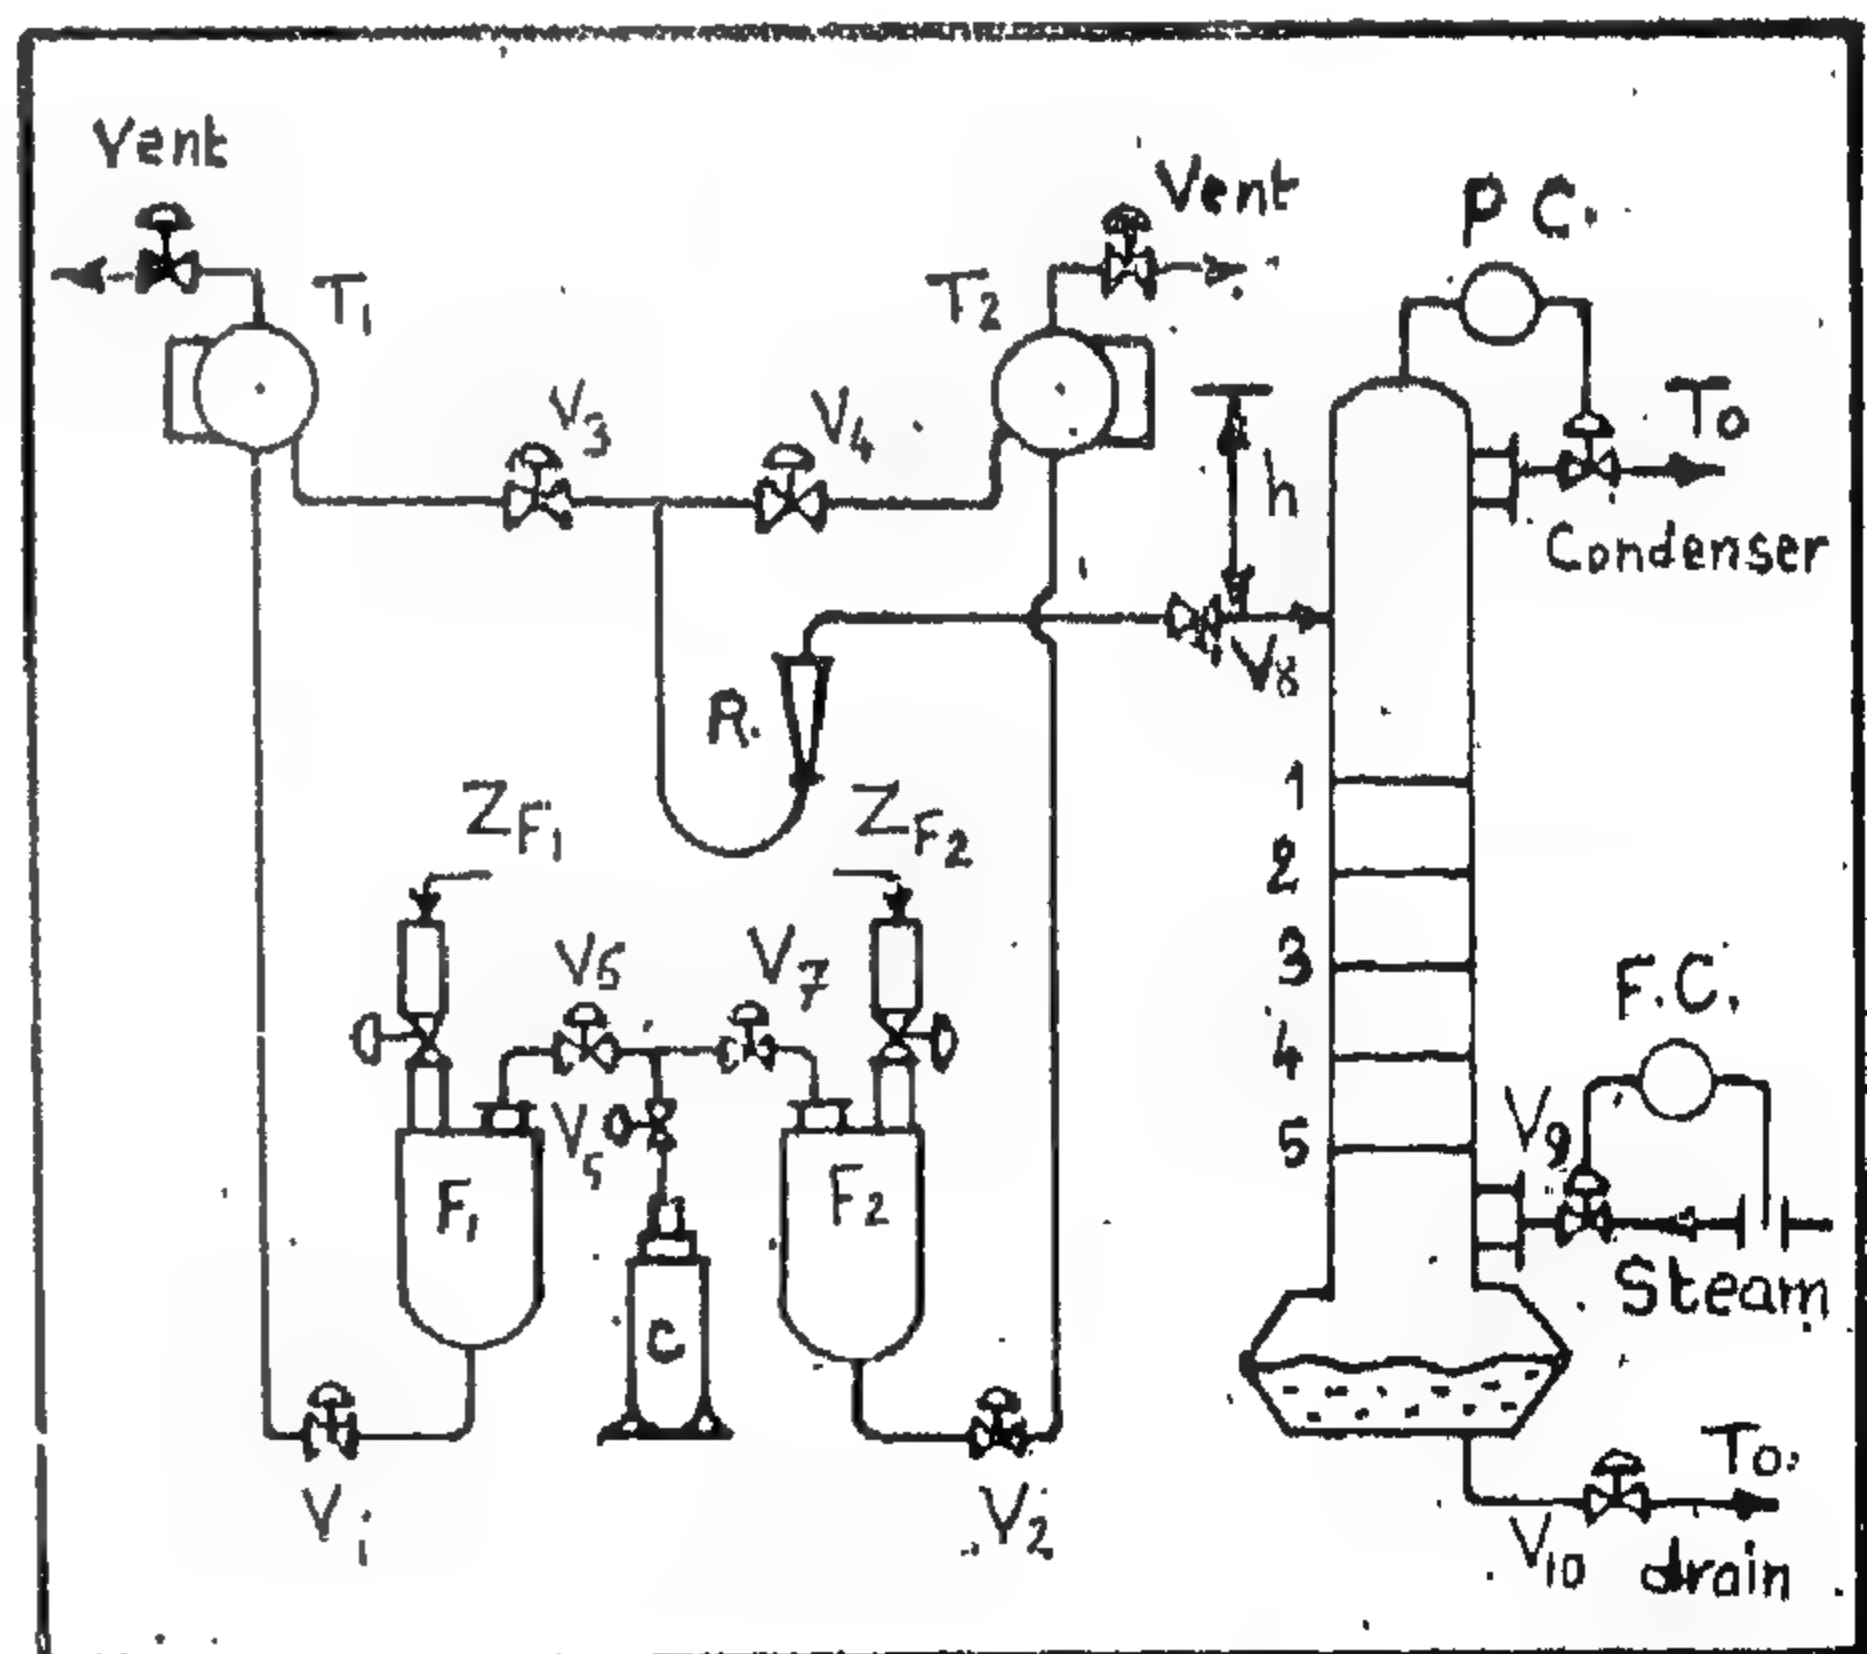 Vent
Vent
P C.
T1
T2
V3
V4
h
To
Condenser
R.
V8
ZF1
ZF2
1
2
3
4
5
V6
V7
F.C.
V5
V9
F1
F2
C
Steam
V1
V2
To
V10
drain